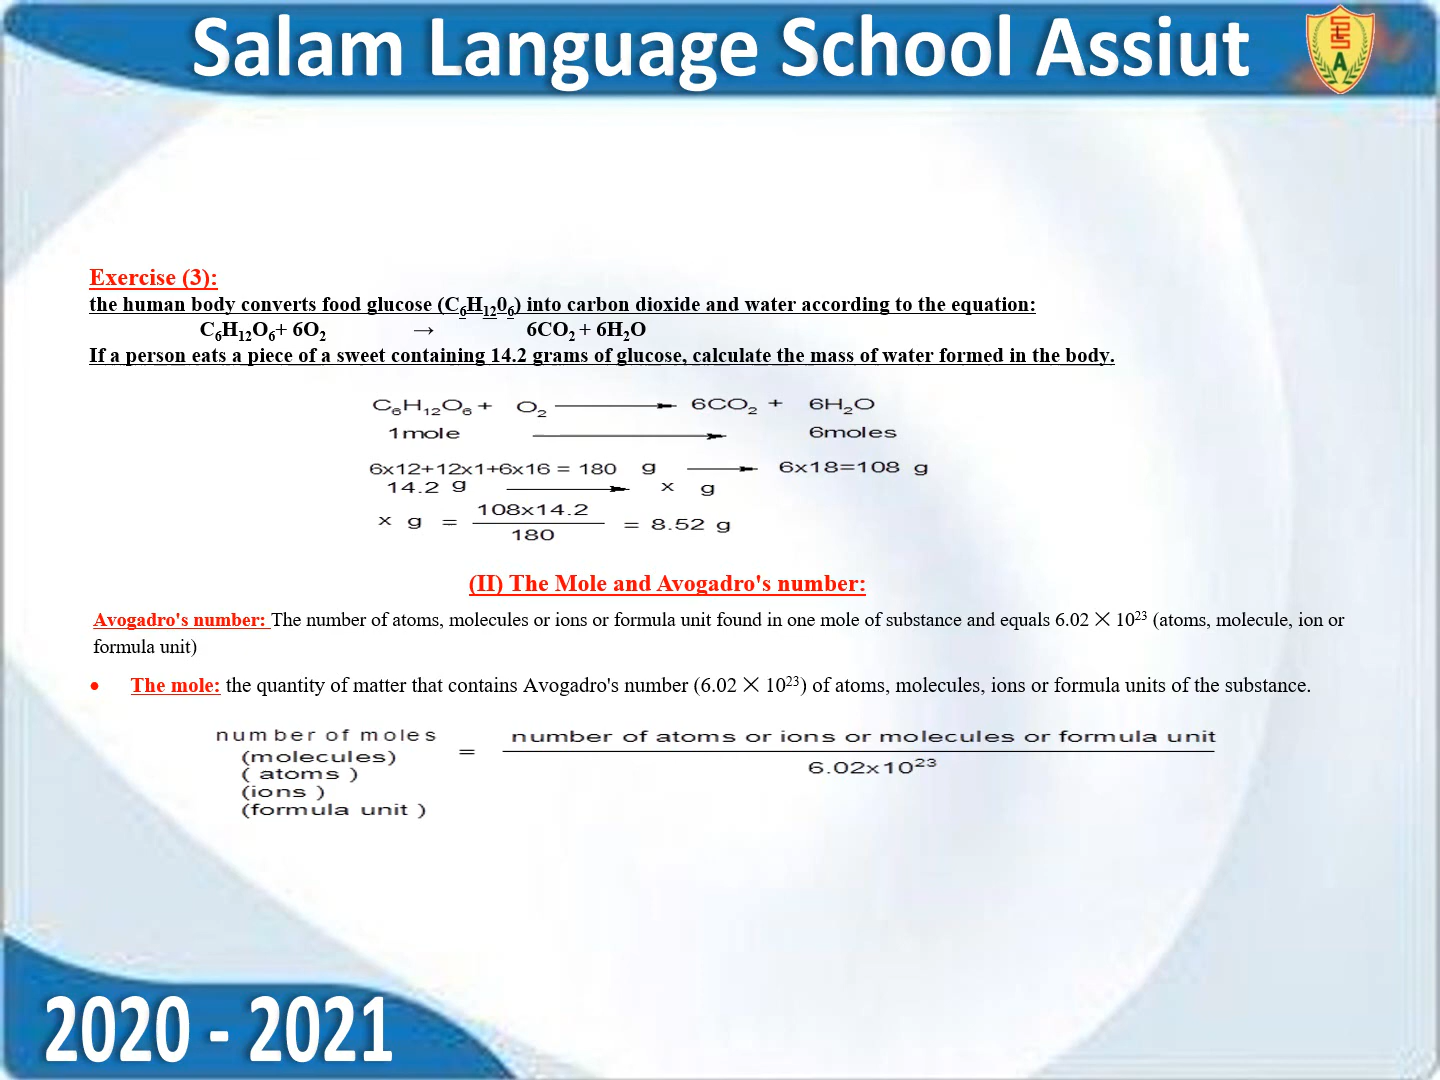 Salam Language School Assiut
Exercise (3):
the human body converts food glucose (C₆H₁₂0₆) into carbon dioxide and water according to the equation:
C₆H₁₂O₆+ 6O₂ → 6CO₂ + 6H₂O
If a person eats a piece of a sweet containing 14.2 grams of glucose, calculate the mass of water formed in the body.
C₆H₁₂O₆ + O₂ → 6CO₂ + 6H₂O
1mole → 6moles
6x12+12x1+6x16 = 180 g → 6x18=108 g
14.2 g → x g
x g = 108x14.2 / 180 = 8.52 g
(II) The Mole and Avogadro's number:
Avogadro's number: The number of atoms, molecules or ions or formula unit found in one mole of substance and equals 6.02 ✕ 10²³ (atoms, molecule, ion or
formula unit)
• The mole: the quantity of matter that contains Avogadro's number (6.02 ✕ 10²³) of atoms, molecules, ions or formula units of the substance.
number of moles = number of atoms or ions or molecules or formula unit / 6.02x10²³
(molecules)
( atoms )
(ions )
(formula unit )
2020 - 2021